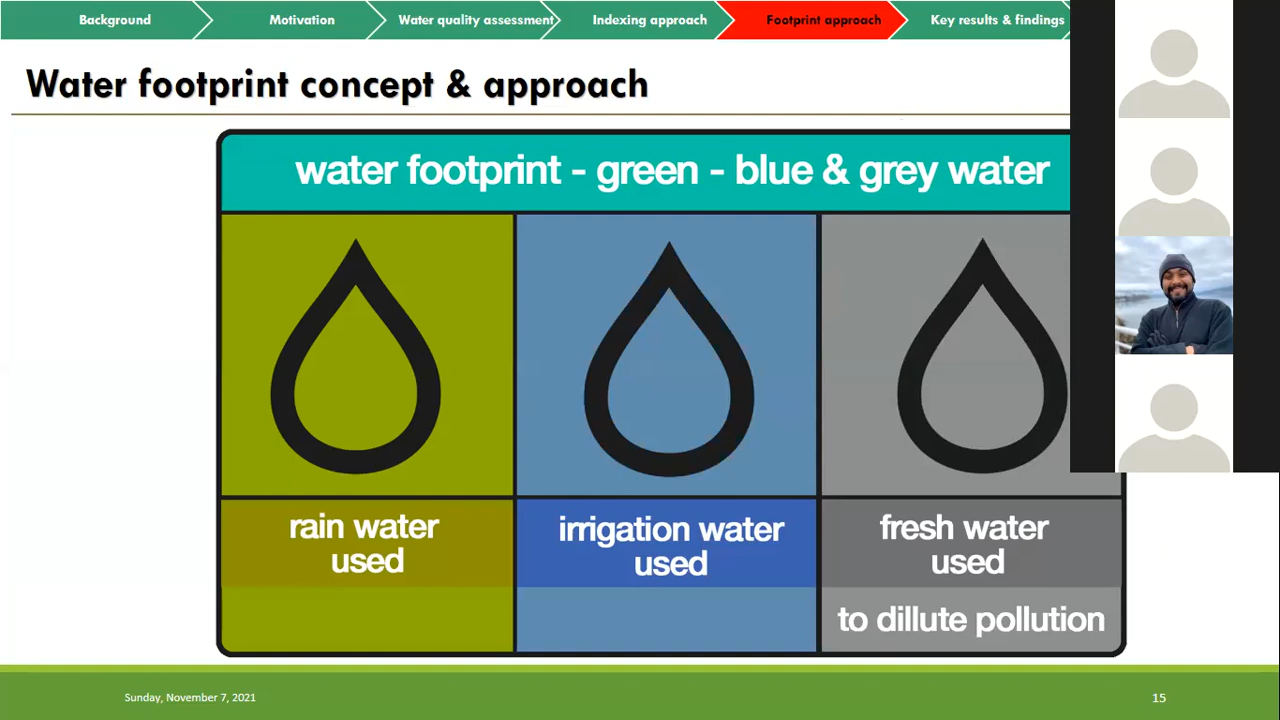 Background
Motivation
Water quality assessment
Indexing approach
Footprint approach
Key results & findings
Water footprint concept & approach
water footprint - green - blue & grey water
rain water
used
irrigation water
used
fresh water
used
to dillute pollution
Sunday, November 7, 2021
15